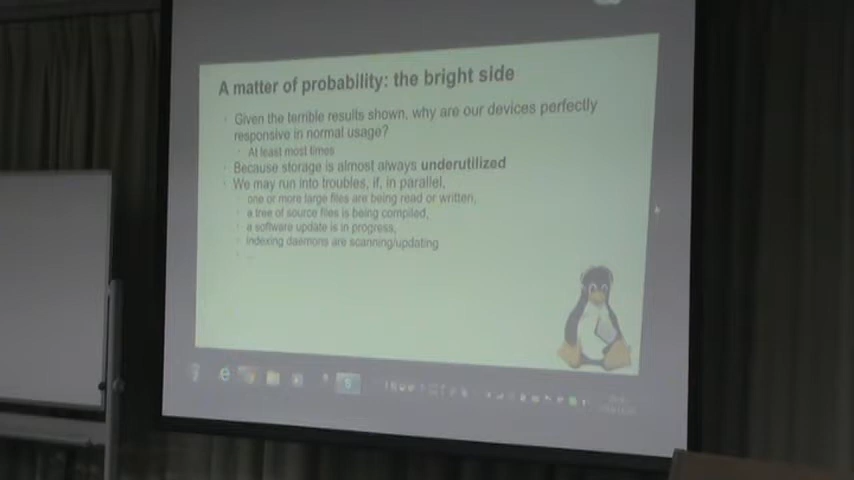 A matter of probability: the bright side
Given the terrible results shown, why are our devices perfectly
responsive in normal usage?
At least most times
Because storage is almost always underutilized
We may run into troubles, if, in parallel,
one or more large files are being read or written,
a tree of source files is being compiled,
a software update is in progress,
indexing daemons are scanning/updating
...